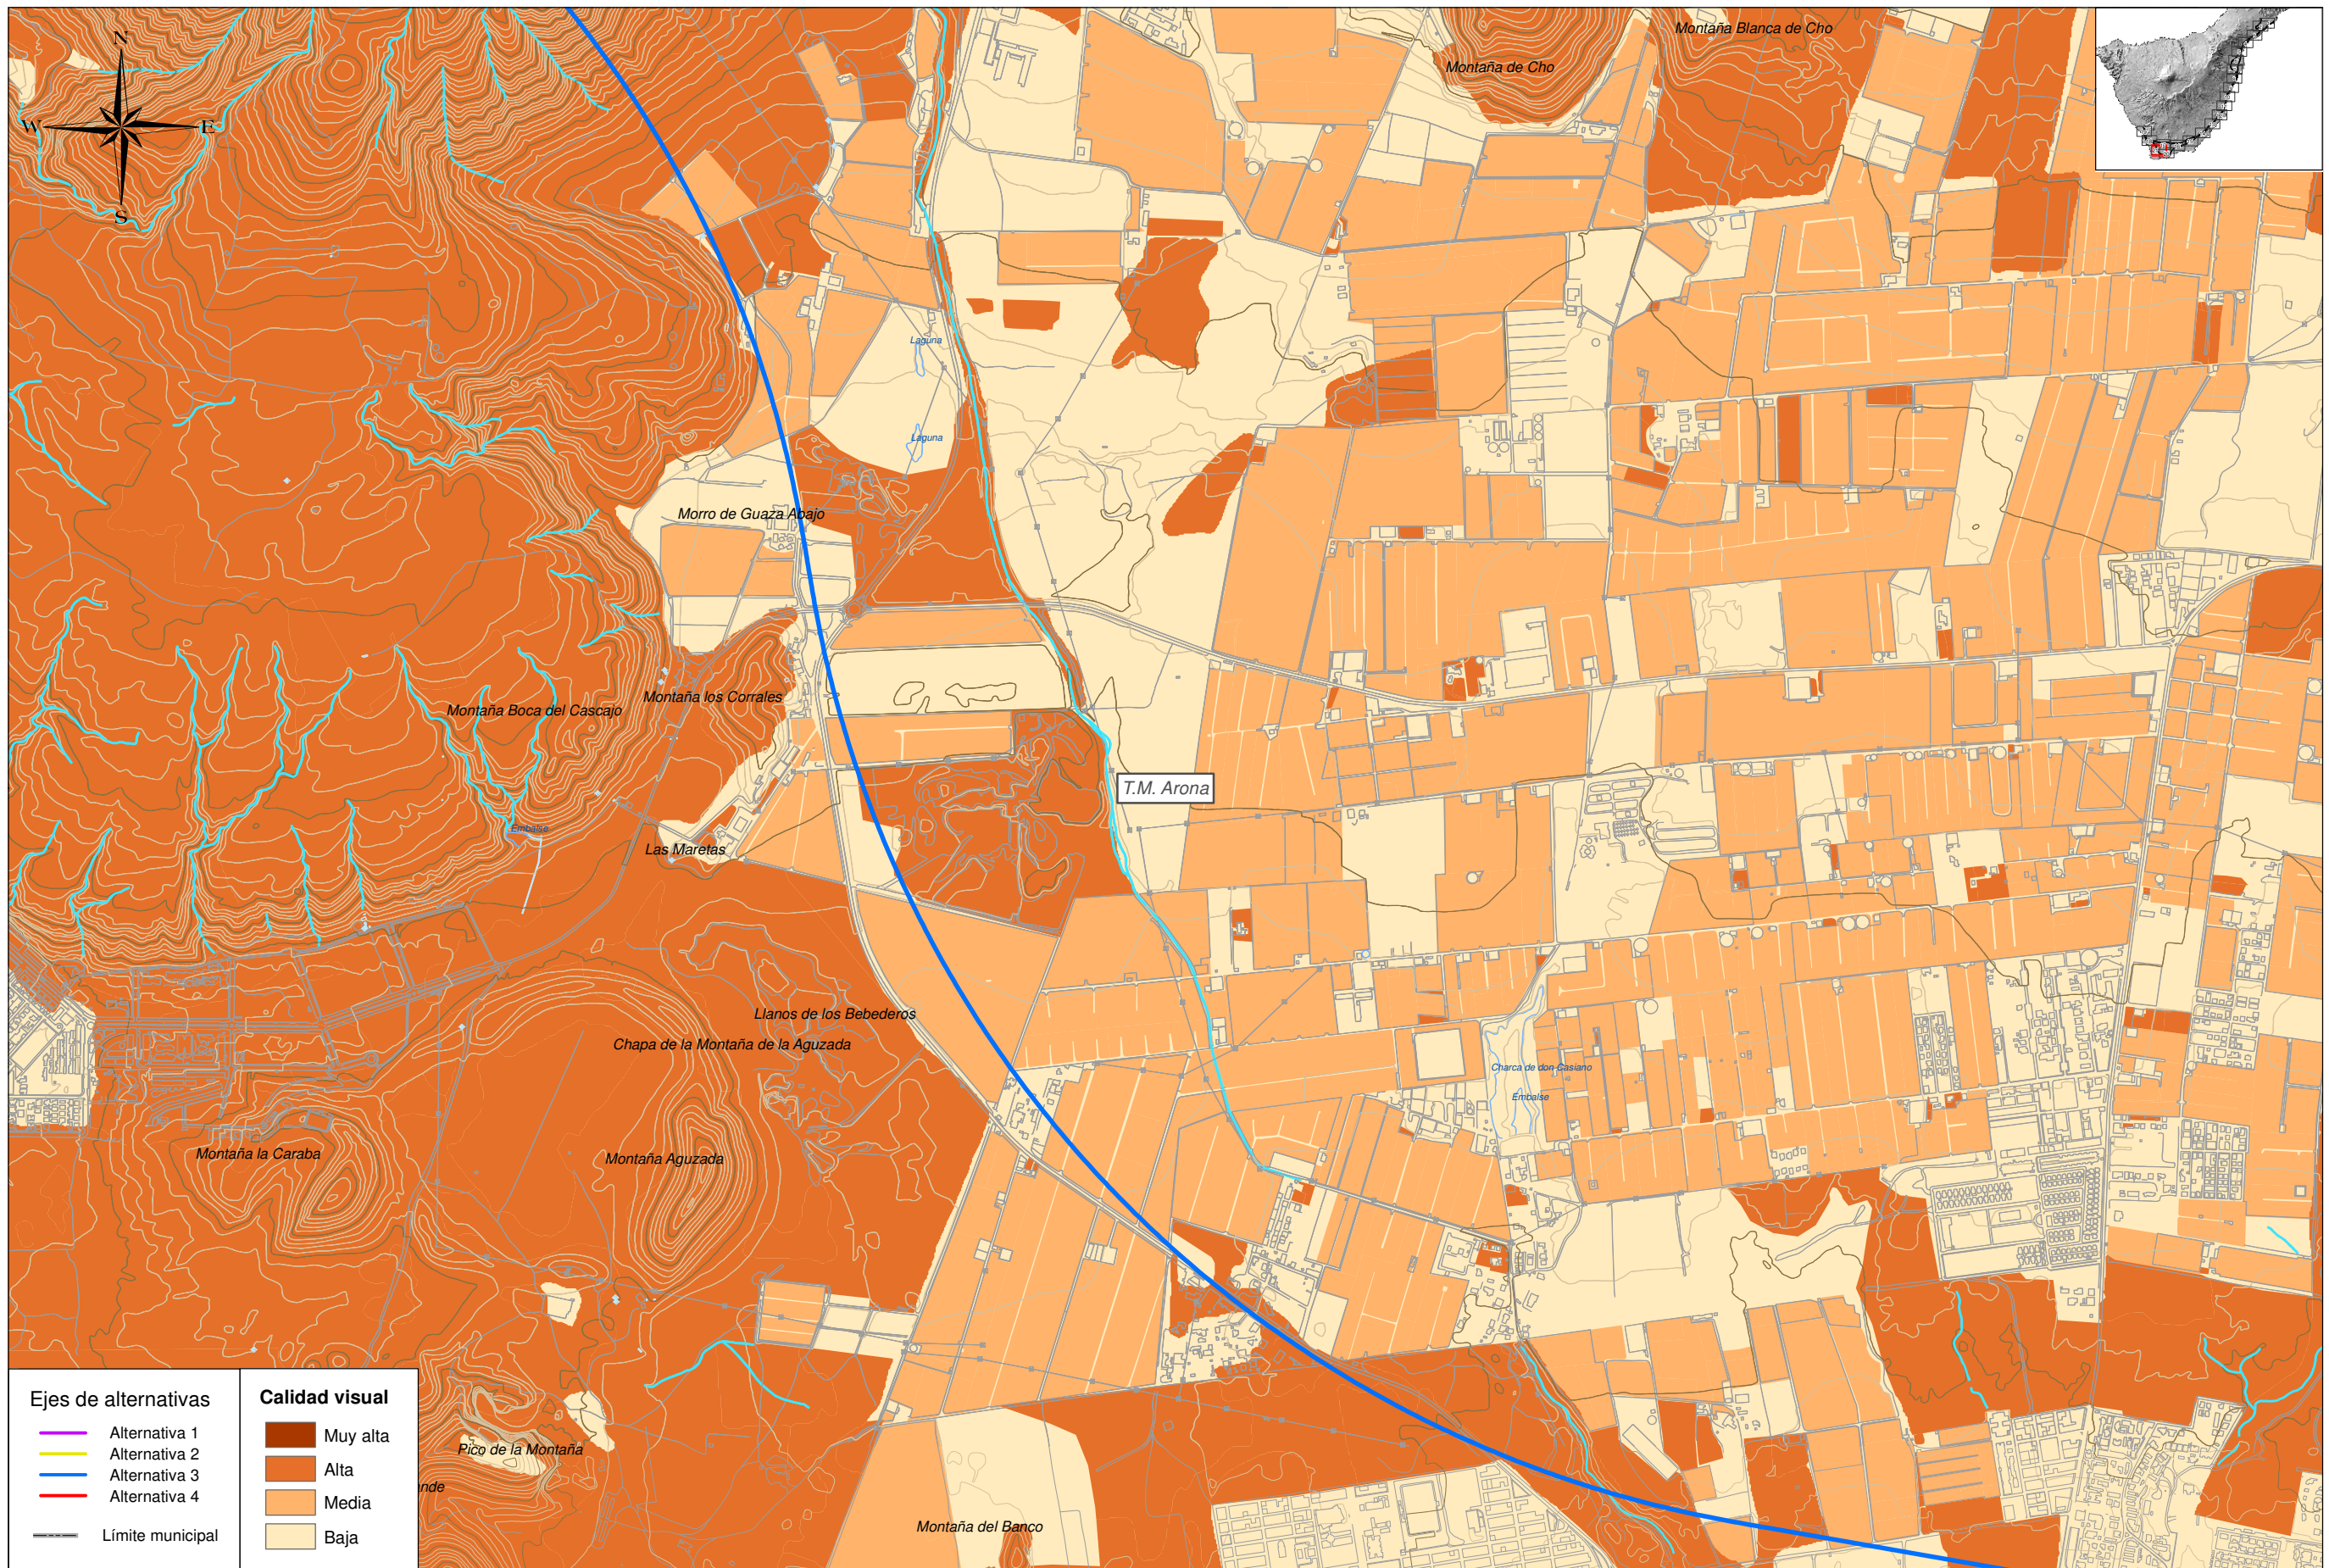 Montaña Blanca de Cho
N
Montaña de Cho
W
E
S
Laguna
Laguna
Morro de Guaza Abajo
Montaña los Corrales
Montaña Boca del Cascajo
T.M. Arona
Embalse
Las Maretas
Llanos de los Bebederos
Chapa de la Montaña de la Aguzada
Charca de don Casiano
Embalse
Montaña la Caraba
Montaña Aguzada
Pico de la Montaña
Montaña del Banco
Ejes de alternativas
Alternativa 1
Alternativa 2
Alternativa 3
Alternativa 4
Límite municipal
Calidad visual
Muy alta
Alta
Media
Baja